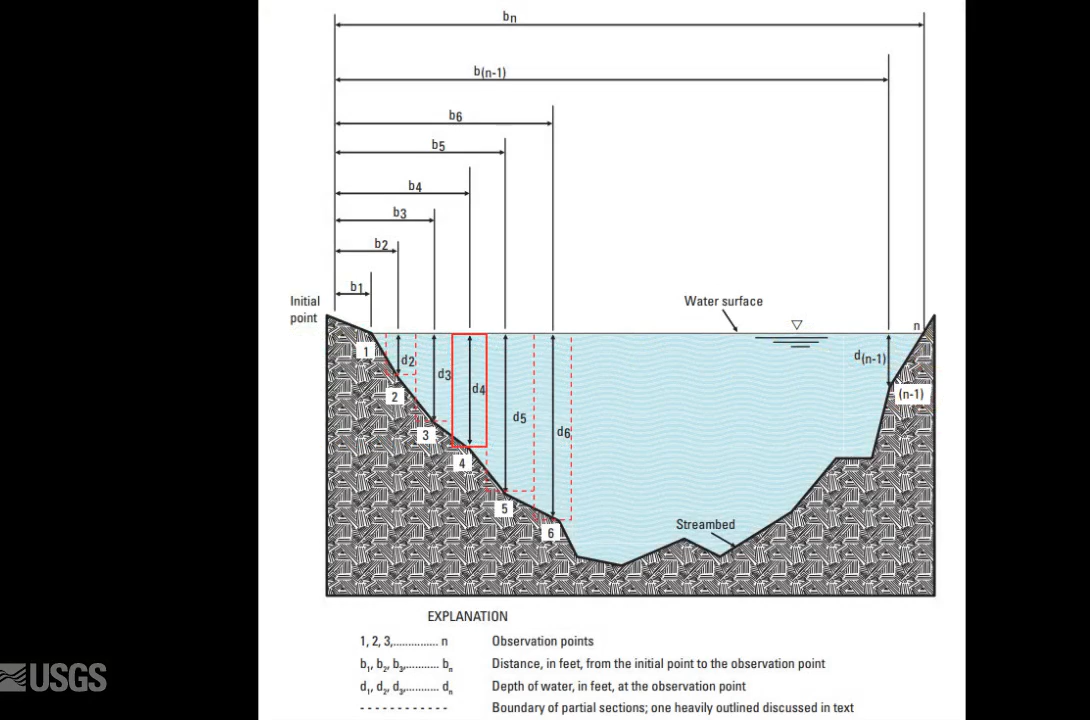 bn
b(n-1)
b6
b5
b4
b3
b2
b1
Initial
point
Water surface
n
1
d2
d3
d4
d5
d6
d(n-1)
2
(n-1)
3
4
5
6
Streambed
EXPLANATION
1, 2, 3,............... n Observation points
b1, b2, b3,........... bn Distance, in feet, from the initial point to the observation point
d1, d2, d3,........... dn Depth of water, in feet, at the observation point
- - - - - - - - - - - - Boundary of partial sections; one heavily outlined discussed in text
USGS